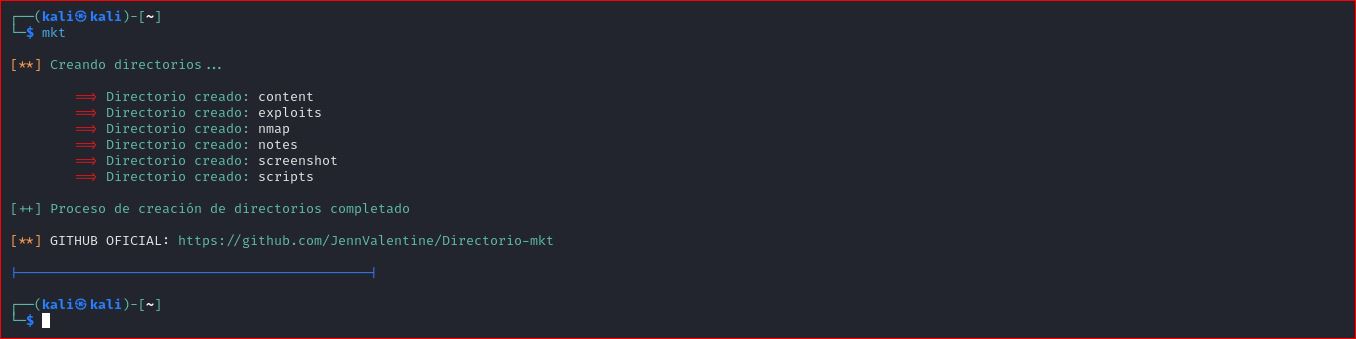 ┌──(kali㉿kali)-[~]
└─$ mkt
[**] Creando directorios...
==> Directorio creado: content
==> Directorio creado: exploits
==> Directorio creado: nmap
==> Directorio creado: notes
==> Directorio creado: screenshot
==> Directorio creado: scripts
[++] Proceso de creación de directorios completado
[**] GITHUB OFICIAL: https://github.com/JennValentine/Directorio-mkt
┌──(kali㉿kali)-[~]
└─$